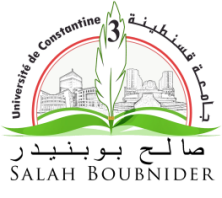 Université de Constantine 3 جامعة قسنطينة
صالح بوبنيدر
SALAH BOUBNIDER